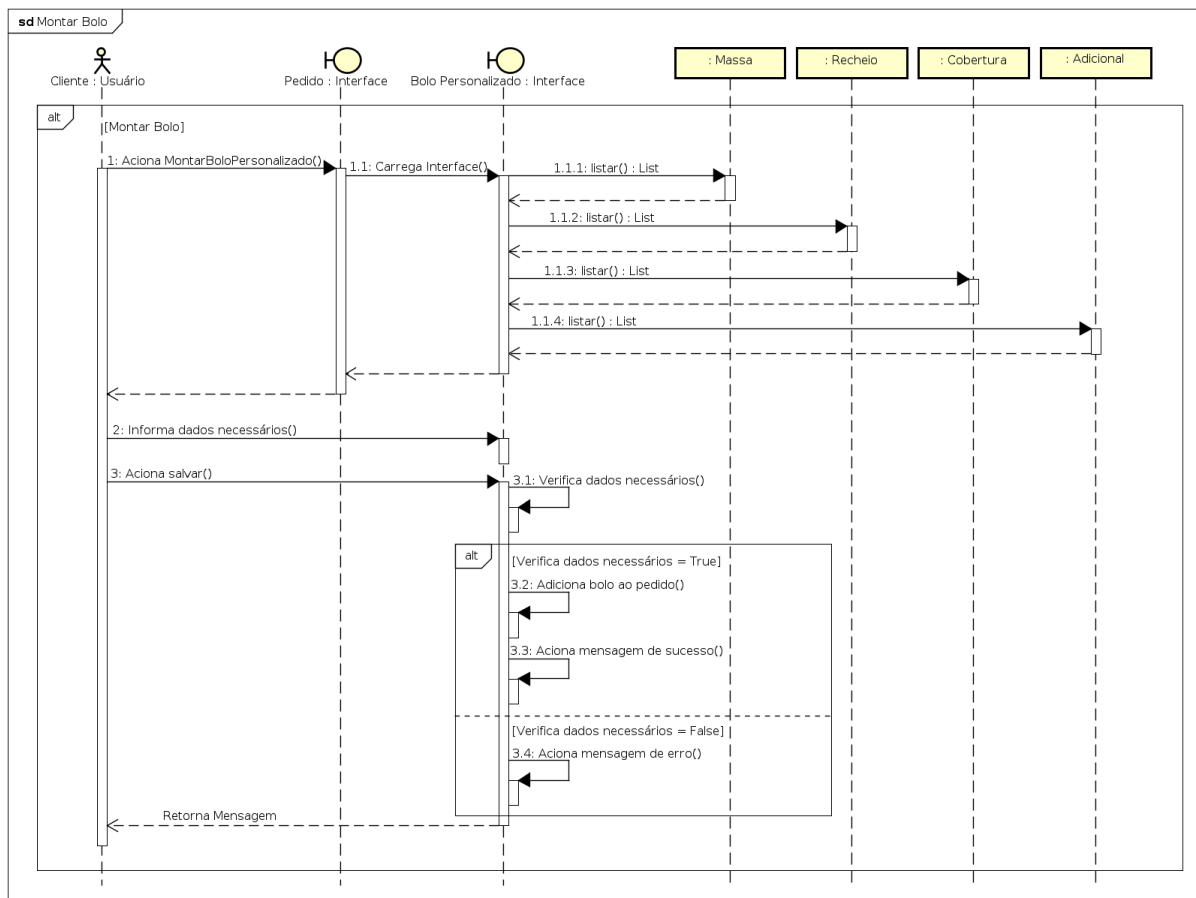 sd Montar Bolo
Cliente : Usuário
Pedido : Interface
Bolo Personalizado : Interface
: Massa
: Recheio
: Cobertura
: Adicional
alt
[Montar Bolo]
1: Aciona MontarBoloPersonalizado()
1.1: Carrega Interface()
1.1.1: listar() : List
1.1.2: listar() : List
1.1.3: listar() : List
1.1.4: listar() : List
2: Informa dados necessários()
3: Aciona salvar()
3.1: Verifica dados necessários()
alt
[Verifica dados necessários = True]
3.2: Adiciona bolo ao pedido()
3.3: Aciona mensagem de sucesso()
[Verifica dados necessários = False]
3.4: Aciona mensagem de erro()
Retorna Mensagem